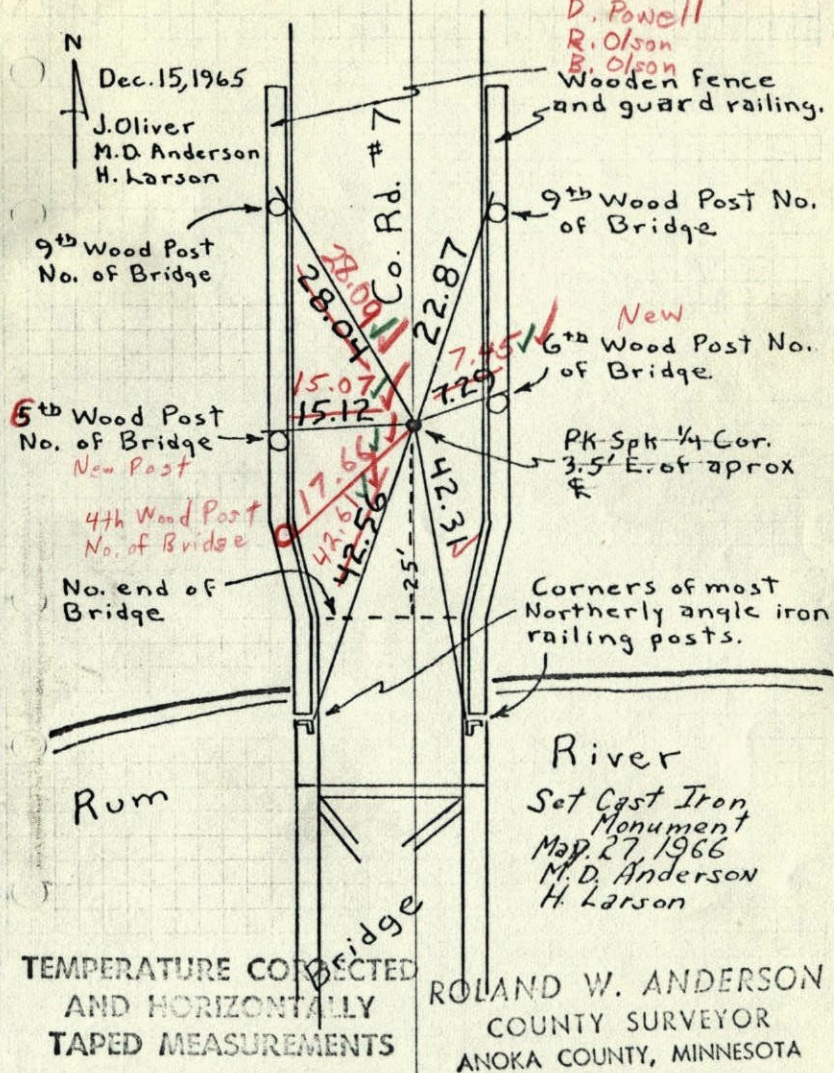 D. Powell
R. Olson
B. Olson
N
Dec. 15, 1965
J. Oliver
M.D. Anderson
H. Larson
Wooden fence
and guard railing.
Co. Rd. #7
9th Wood Post
No. of Bridge
9th Wood Post No.
of Bridge
28.09
28.04
22.87
New
7.45
7.29
6th Wood Post No.
of Bridge.
15.07
15.12
6
5th Wood Post
No. of Bridge
New Post
PK Spk 1/4 Cor.
3.5' E. of aprox
℄
17.66
42.61
42.56
42.31
25'
4th Wood Post
No. of Bridge
No. end of
Bridge
Corners of most
Northerly angle iron
railing posts.
Rum
River
Set Cast Iron
Monument
27, 1966
M.D. Anderson
H. Larson
Bridge
TEMPERATURE CORRECTED
AND HORIZONTALLY
TAPED MEASUREMENTS
ROLAND W. ANDERSON
COUNTY SURVEYOR
ANOKA COUNTY, MINNESOTA